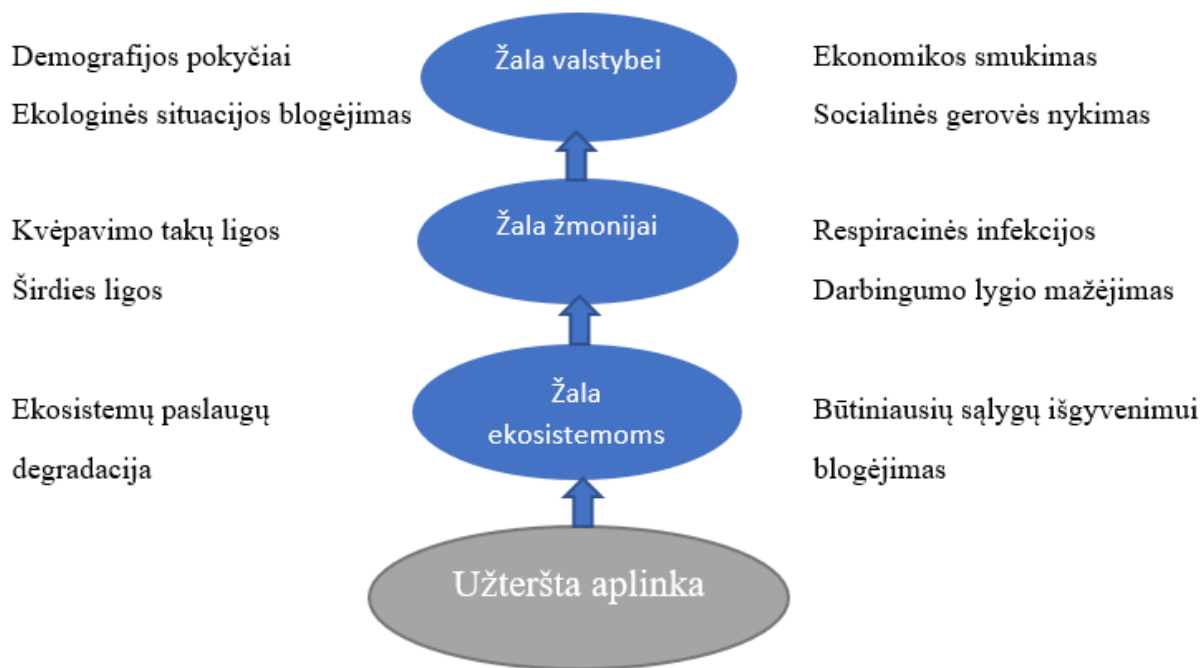 Demografijos pokyčiai
Ekologinės situacijos blogėjimas
Žala valstybei
Ekonomikos smukimas
Socialinės gerovės nykimas
Kvėpavimo takų ligos
Širdies ligos
Žala žmonijai
Respiracinės infekcijos
Darbingumo lygio mažėjimas
Ekosistemų paslaugų
degradacija
Žala
ekosistemoms
Būtiniausių sąlygų išgyvenimui
blogėjimas
Užteršta aplinka